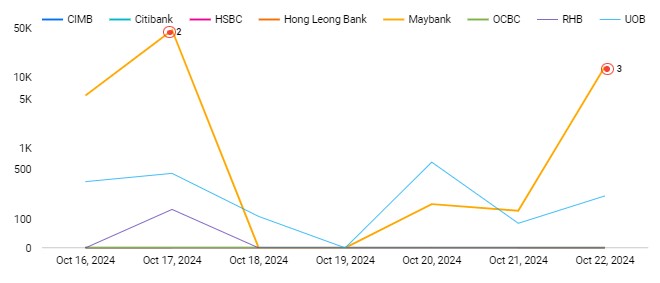 CIMB Citibank HSBC Hong Leong Bank Maybank OCBC RHB UOB
50K
2
10K
3
5K
1K
500
100
0
Oct 16, 2024 Oct 17, 2024 Oct 18, 2024 Oct 19, 2024 Oct 20, 2024 Oct 21, 2024 Oct 22, 2024